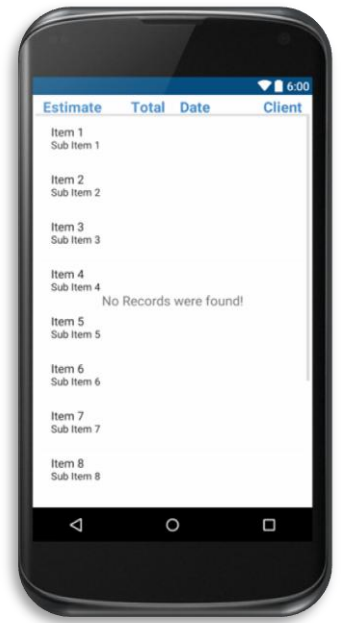 6:00
Estimate Total Date Client
Item 1
Sub Item 1
Item 2
Sub Item 2
Item 3
Sub Item 3
Item 4
Sub Item 4
No Records were found!
Item 5
Sub Item 5
Item 6
Sub Item 6
Item 7
Sub Item 7
Item 8
Sub Item 8